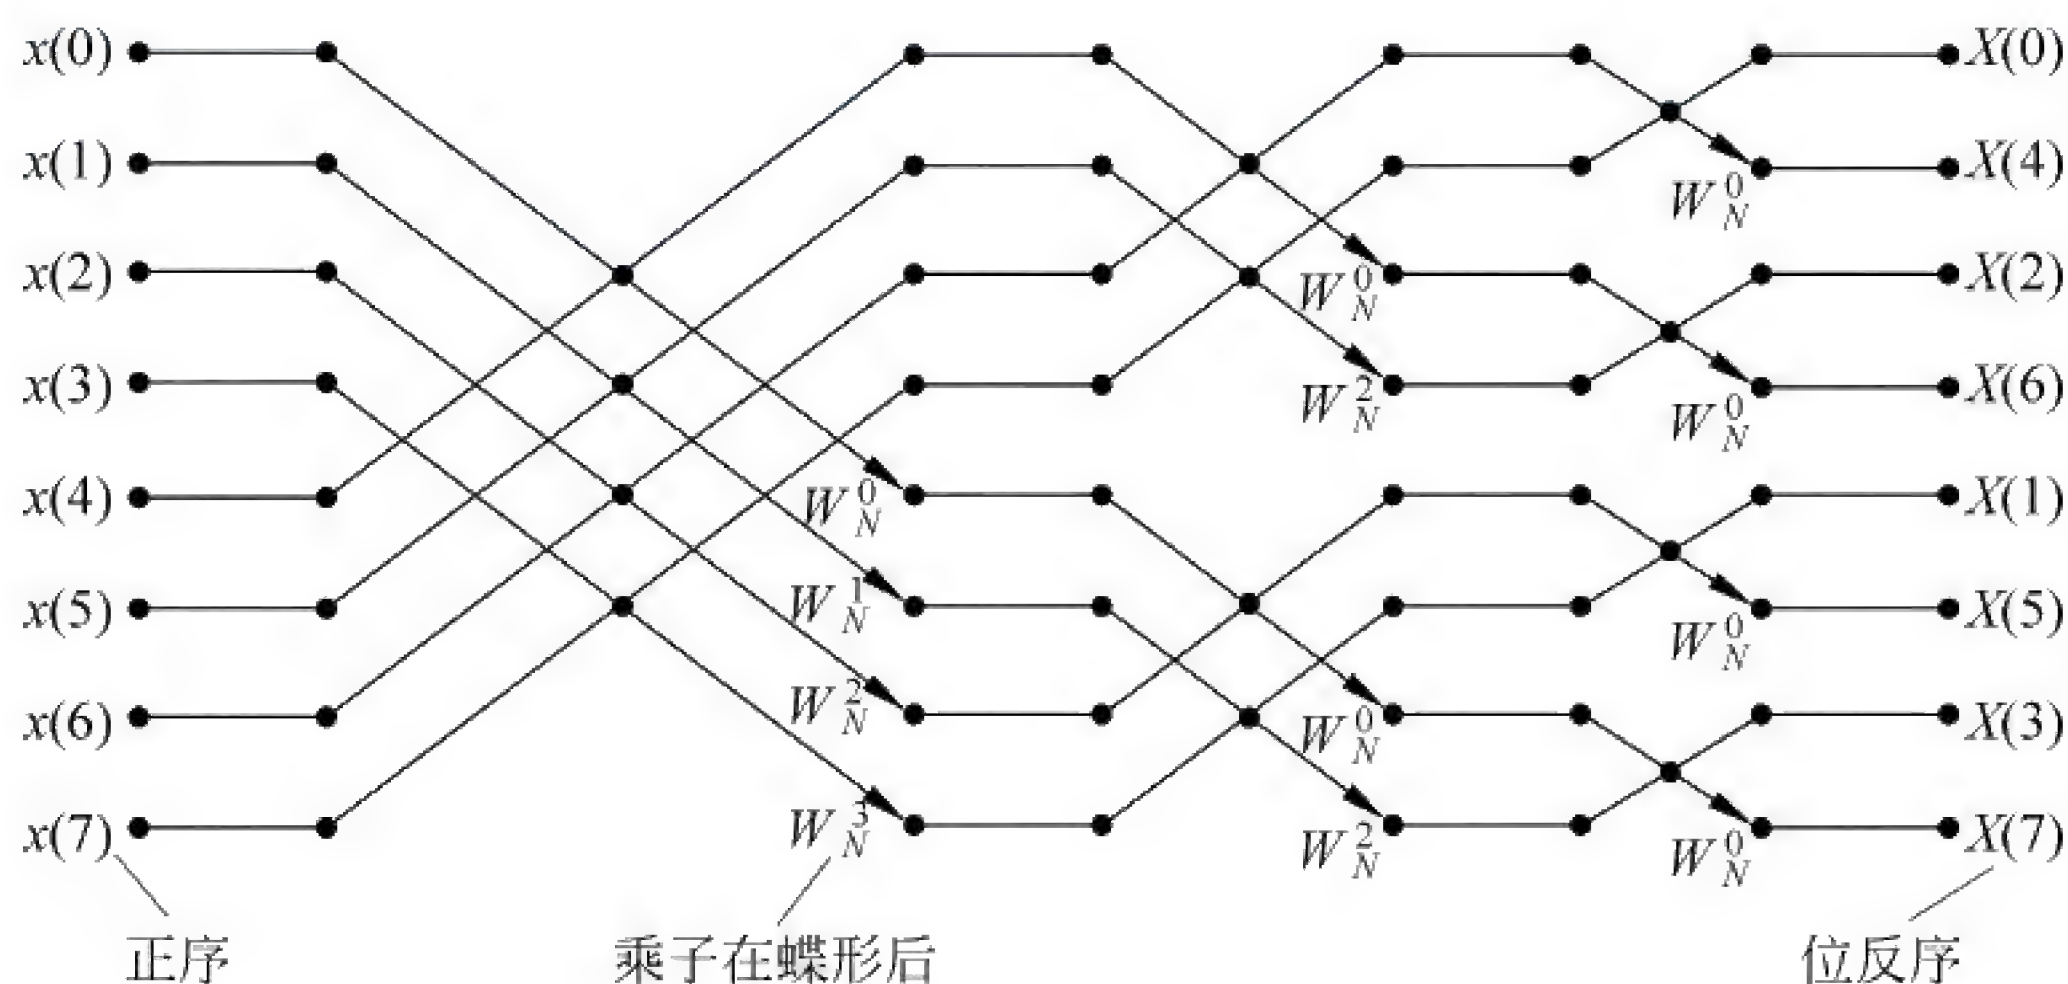 x(0) X(0)
x(1) X(4)
W_N^0
x(2) X(2)
W_N^0
x(3) X(6)
W_N^2 W_N^0
x(4) X(1)
W_N^0
x(5) X(5)
W_N^1 W_N^0
x(6) X(3)
W_N^2 W_N^0
x(7) X(7)
W_N^3 W_N^2 W_N^0
正序 乘子在蝶形后 位反序